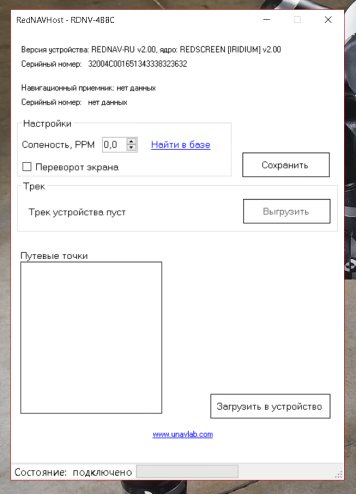 RedNAVHost - RDNV-4BBC
Версия устройства: REDNAV-RU v2.00, ядро: REDSCREEN [IRIDIUM] v2.00
Серийный номер: 32004C001651343338323632
Навигационный приемник: нет данных
Серийный номер: нет данных
Настройки
Соленость, PPM 0,0 Найти в базе
Переворот экрана
Сохранить
Трек
Трек устройства пуст Выгрузить
Путевые точки
Загрузить в устройство
www.unavlab.com
Состояние: подключено